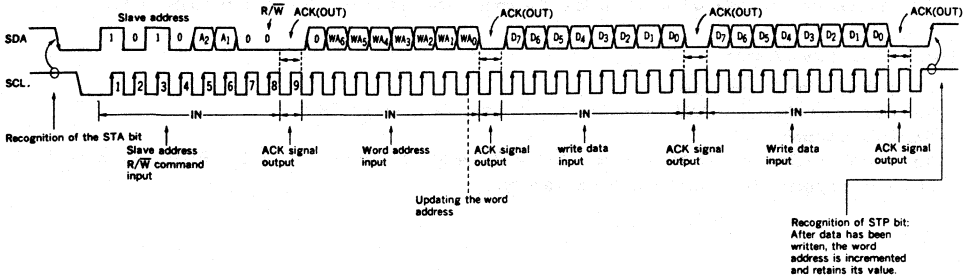 Slave address R/W̅ ACK(OUT) ACK(OUT) ACK(OUT) ACK(OUT)
SDA 1 0 1 0 A2 A1 0 0 0 WA6 WA5 WA4 WA3 WA2 WA1 WA0 D7 D6 D5 D4 D3 D2 D1 D0 D7 D6 D5 D4 D3 D2 D1 D0
SCL. 1 2 3 4 5 6 7 8 9
IN IN IN IN
Recognition of the STA bit
Slave address
R/W̅ command
input
ACK signal
output
Word address
input
ACK signal
output
write data
input
ACK signal
output
Write data
input
ACK signal
output
Updating the word
address
Recognition of STP bit:
After data has been
written, the word
address is incremented
and retains its value.